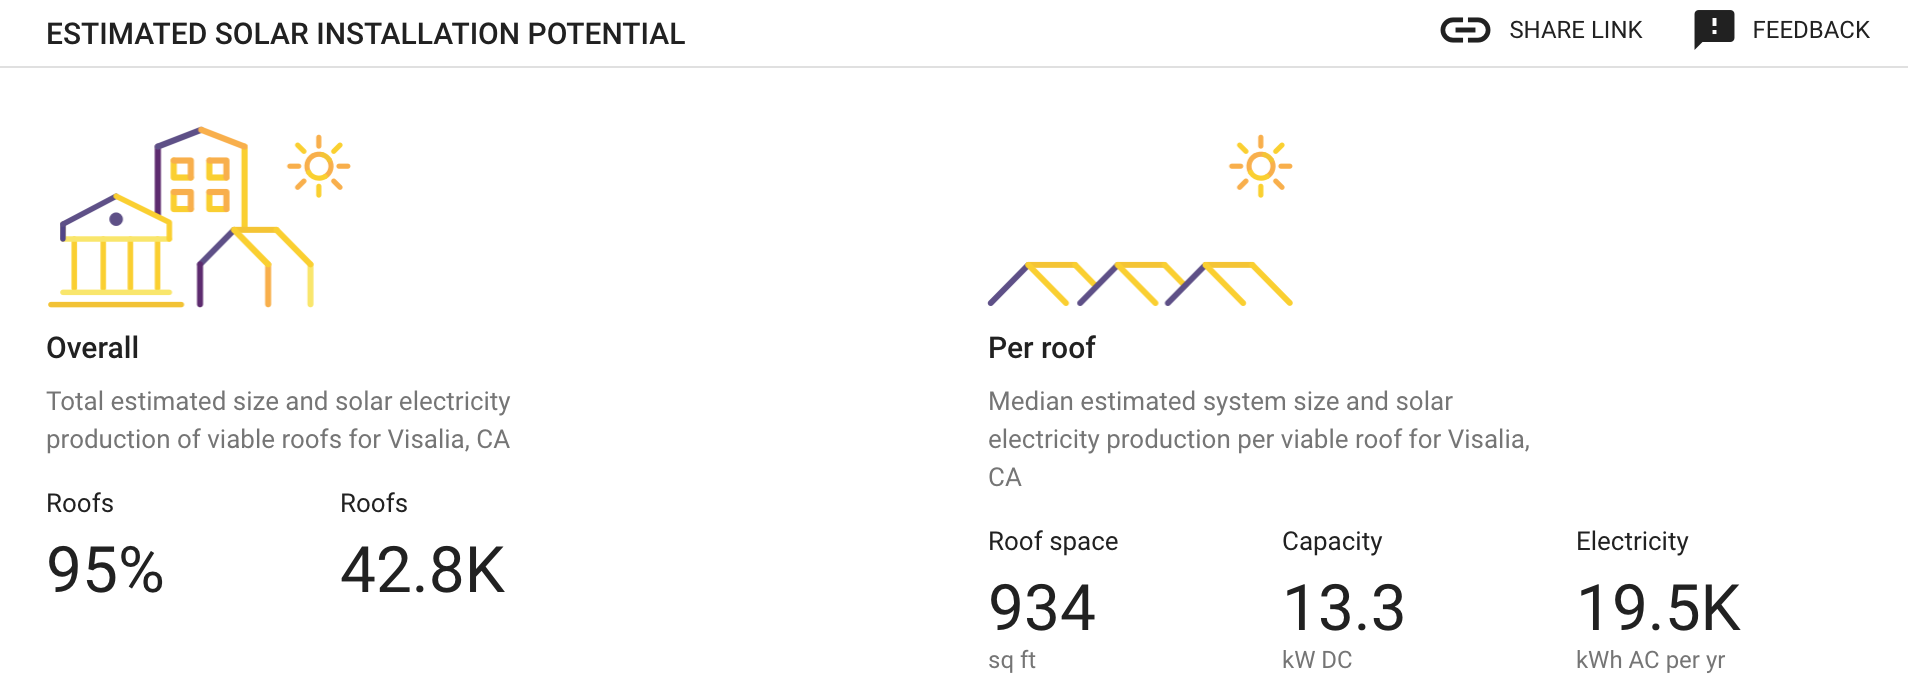 ESTIMATED SOLAR INSTALLATION POTENTIAL
SHARE LINK
FEEDBACK
Overall
Total estimated size and solar electricity
production of viable roofs for Visalia, CA
Roofs
95%
Roofs
42.8K
Per roof
Median estimated system size and solar
electricity production per viable roof for Visalia,
CA
Roof space
934
sq ft
Capacity
13.3
kW DC
Electricity
19.5K
kWh AC per yr